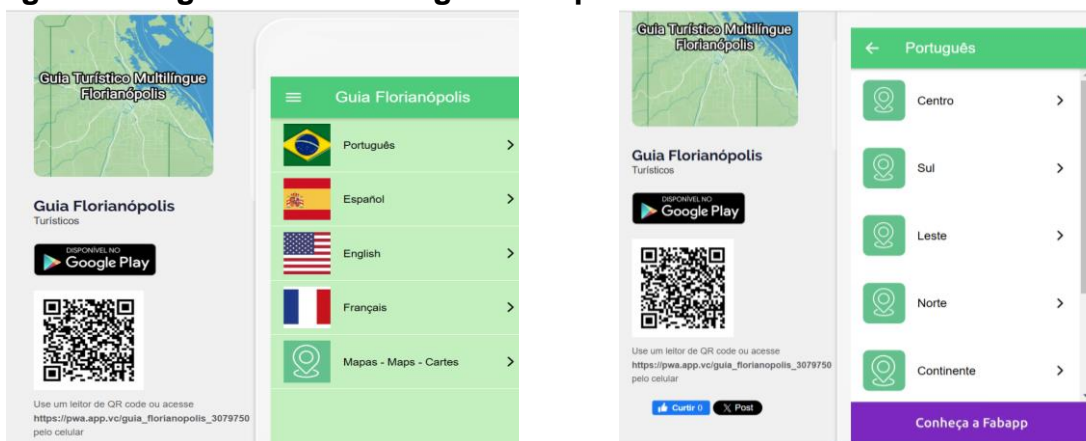 Guia Turístico Multilíngue
Florianópolis
Guia Florianópolis
Turísticos
DISPONÍVEL NO
Google Play
Use um leitor de QR code ou acesse
https://pwa.app.vc/guia_florianopolis_3079750
pelo celular
Guia Florianópolis
Português
Español
English
Français
Mapas - Maps - Cartes
Guia Turístico Multilíngue
Florianópolis
Guia Florianópolis
Turísticos
DISPONÍVEL NO
Google Play
Use um leitor de QR code ou acesse
https://pwa.app.vc/guia_florianopolis_3079750
pelo celular
Curtir 0
X Post
Português
Centro
Sul
Leste
Norte
Continente
Conheça a Fabapp